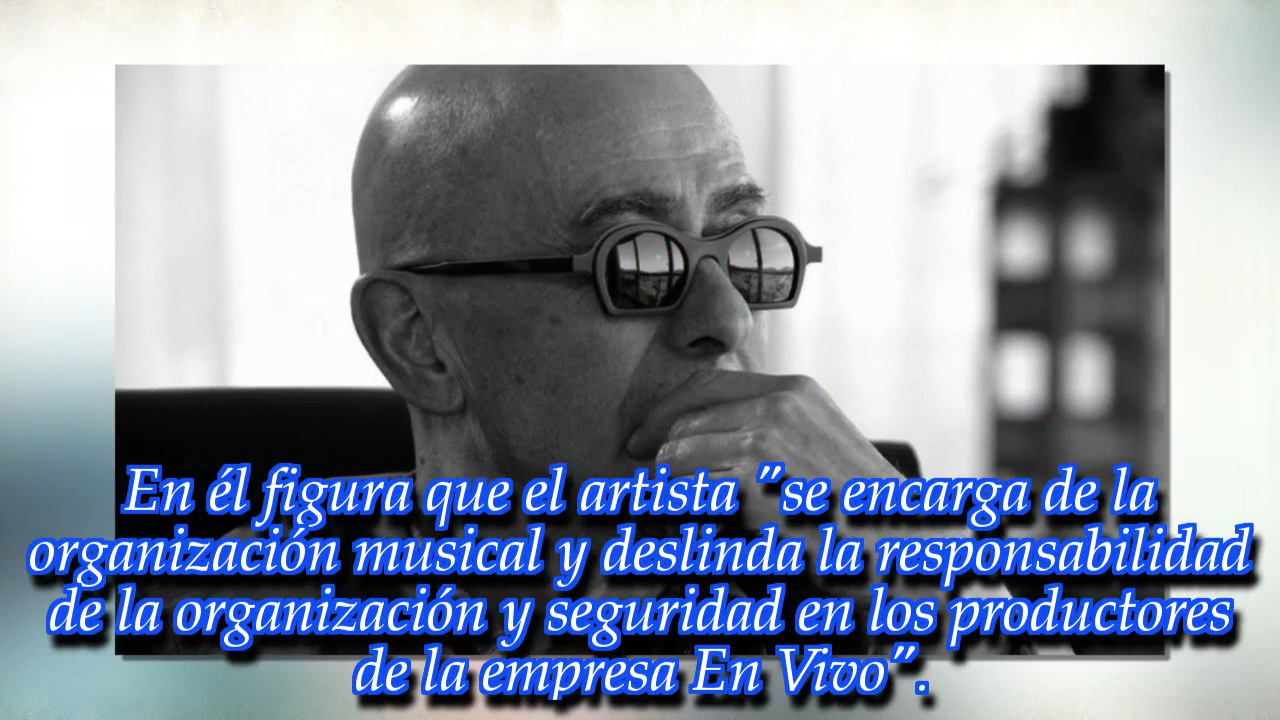 En él figura que el artista "se encarga de la
organización musical y deslinda la responsabilidad
de la organización y seguridad en los productores
de la empresa En Vivo".